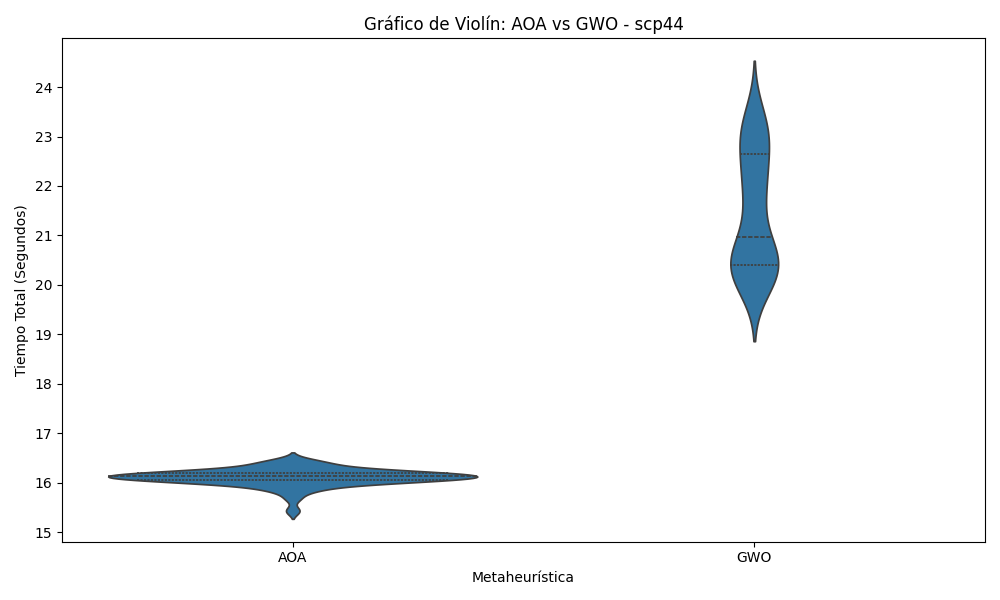 Gráfico de Violín: AOA vs GWO - scp44
Tiempo Total (Segundos)
24
23
22
21
20
19
18
17
16
15
AOA
GWO
Metaheurística